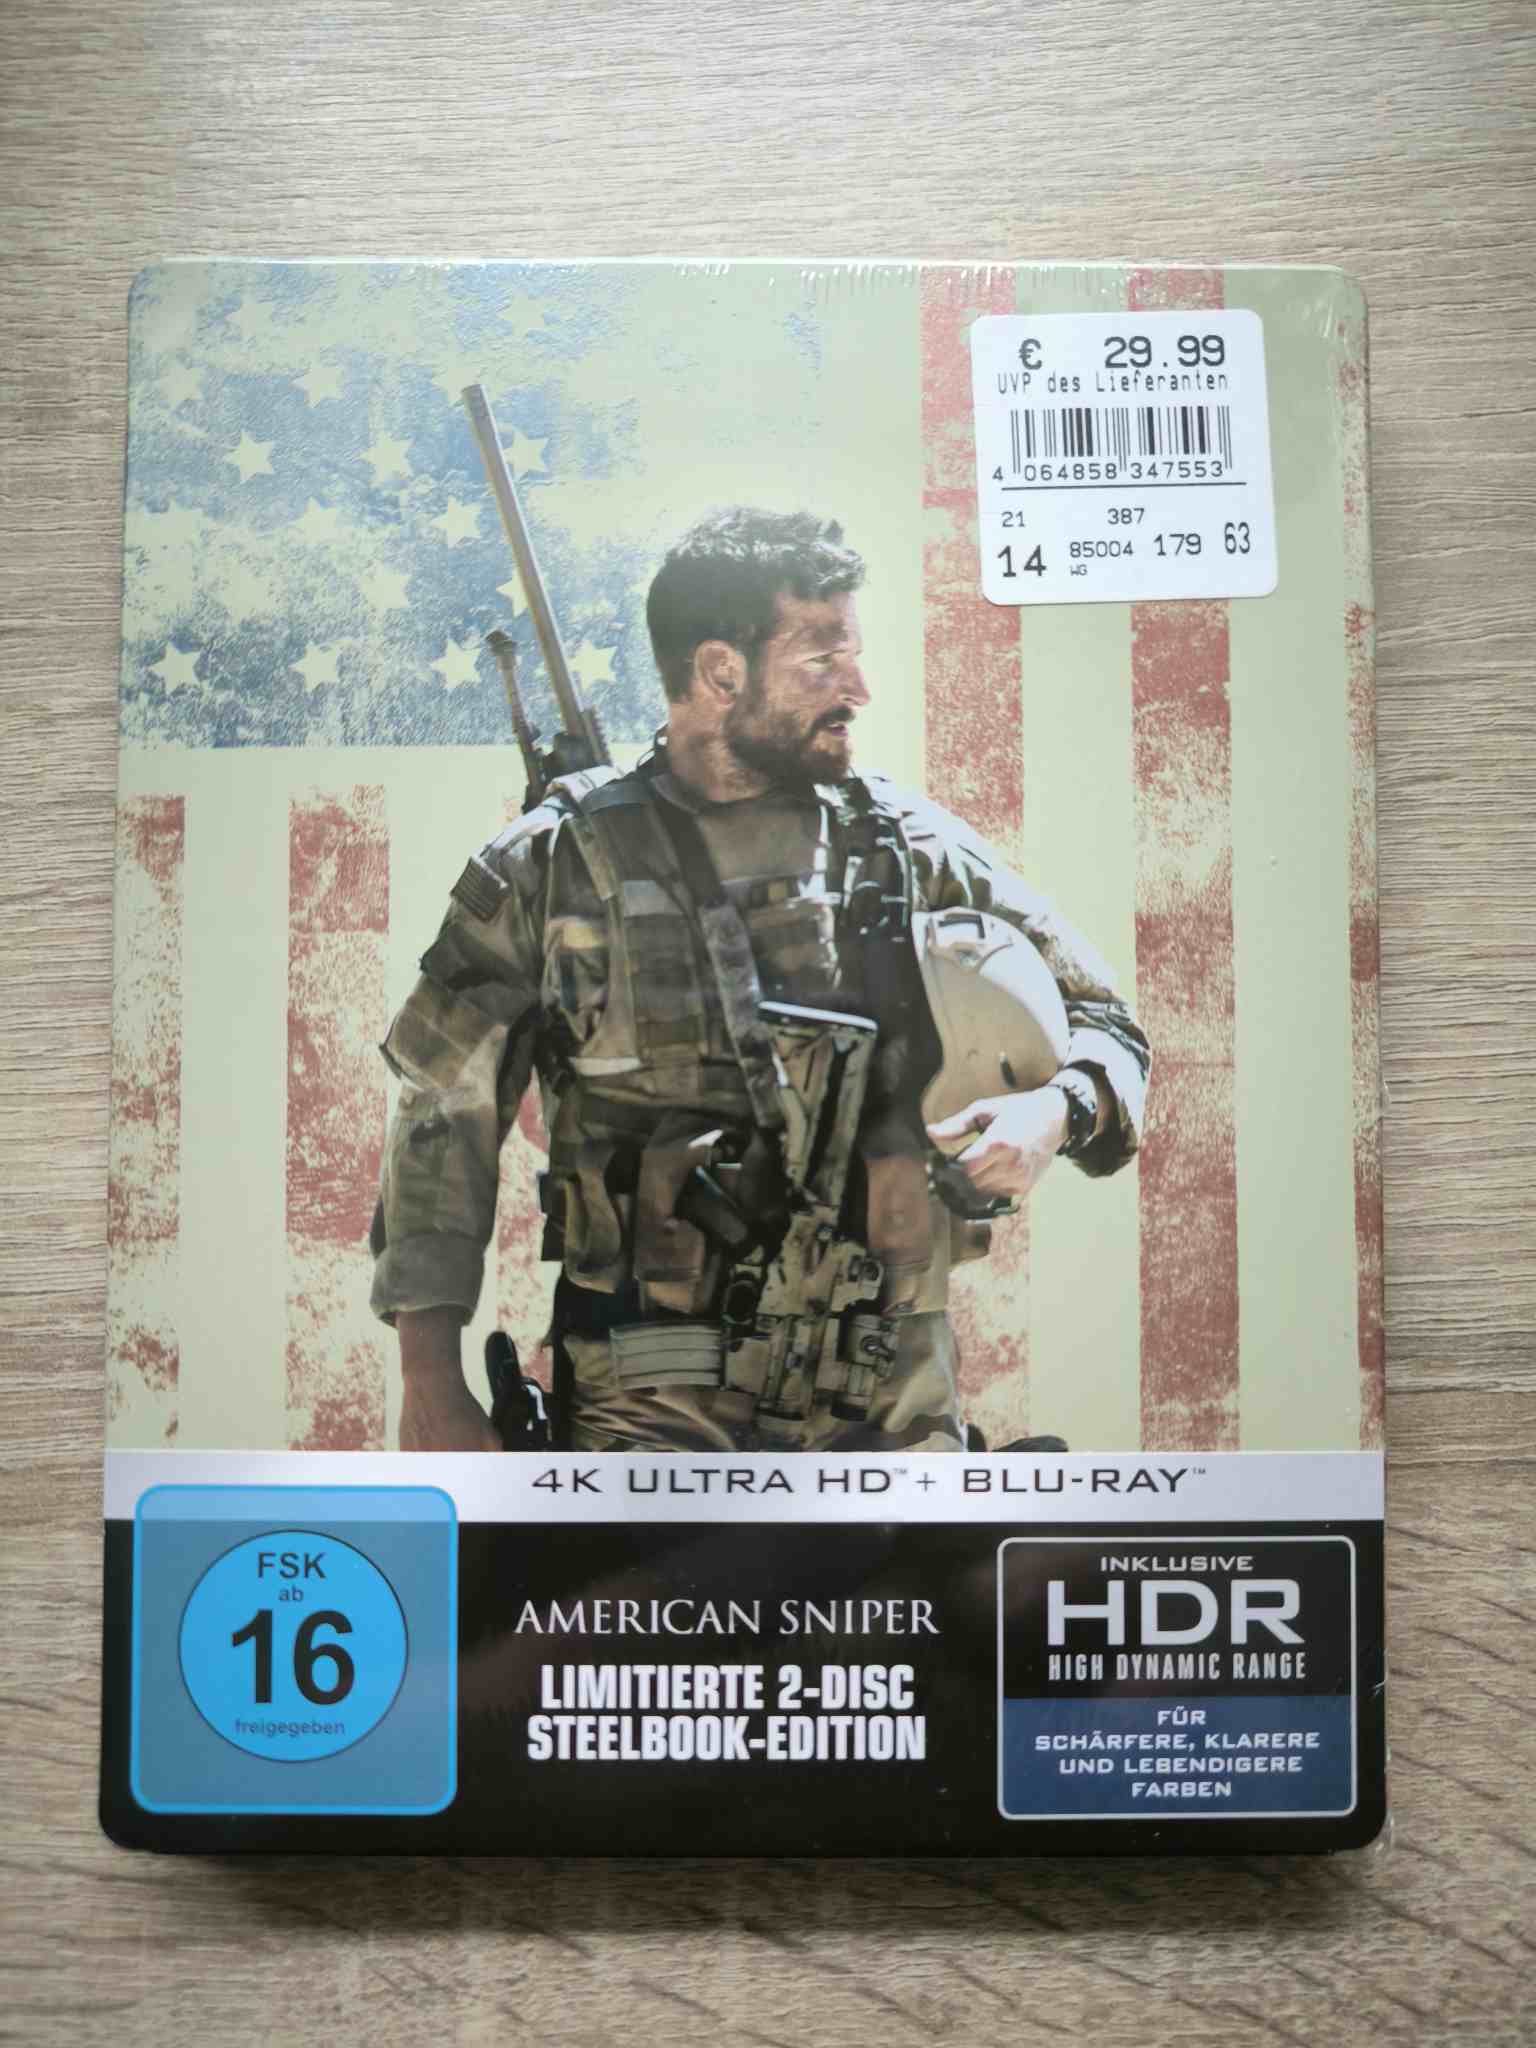 € 29.99
UVP des Lieferanten
4 064858 347553
21 387
14 85004 179 63
WG
4K ULTRA HD™ + BLU-RAY™
FSK
ab
16
freigegeben
AMERICAN SNIPER
LIMITIERTE 2-DISC
STEELBOOK-EDITION
INKLUSIVE
HDR
HIGH DYNAMIC RANGE
FÜR
SCHÄRFERE, KLARERE
UND LEBENDIGERE
FARBEN